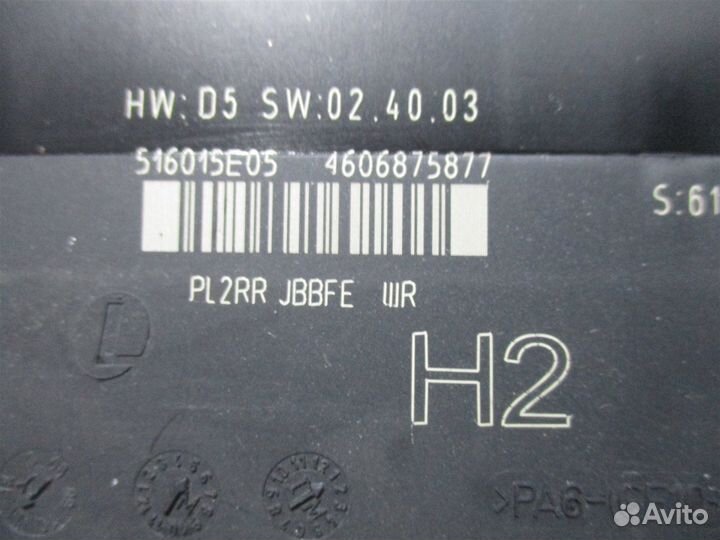 HW: D5 SW:02.40.03
516015E05 4606875877
S:61
PL2RR JBBFE
H2
Avito